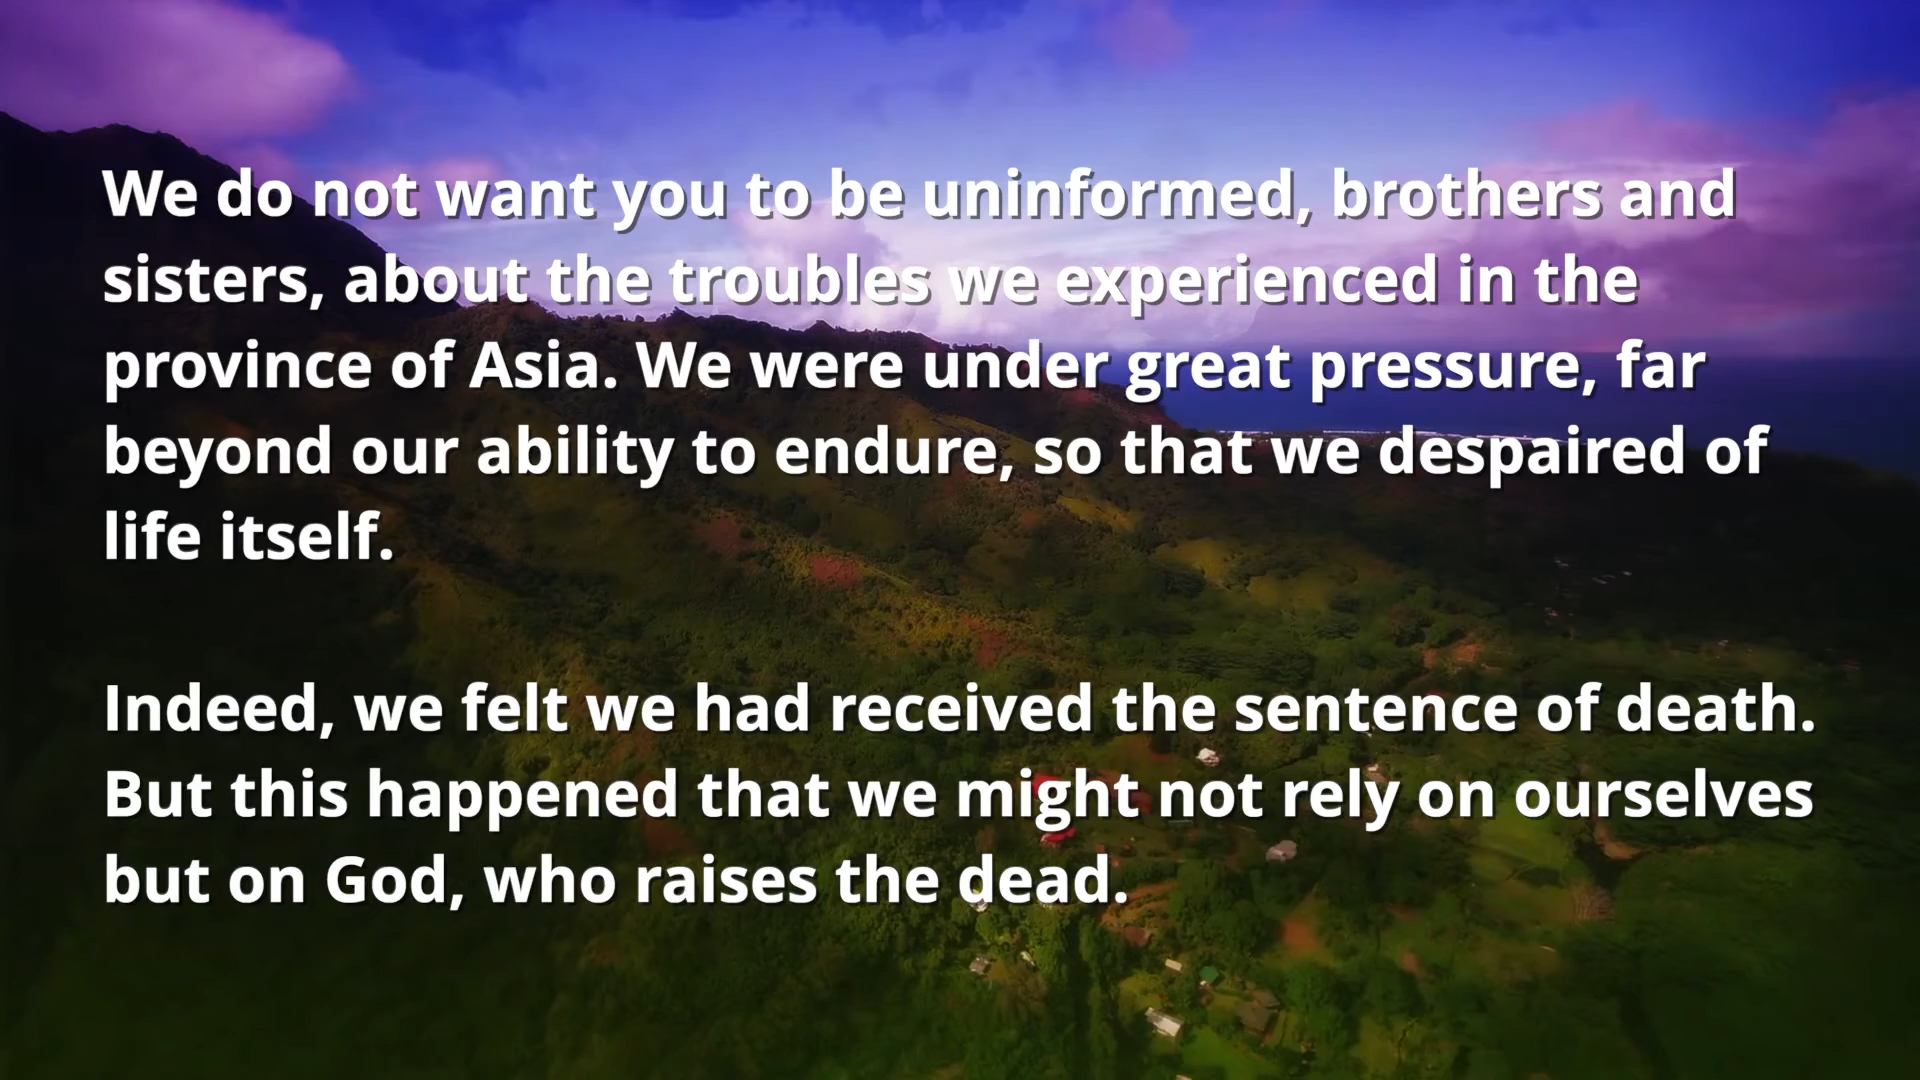 We do not want you to be uninformed, brothers and
sisters, about the troubles we experienced in the
province of Asia. We were under great pressure, far
beyond our ability to endure, so that we despaired of
life itself.
Indeed, we felt we had received the sentence of death.
But this happened that we might not rely on ourselves
but on God, who raises the dead.